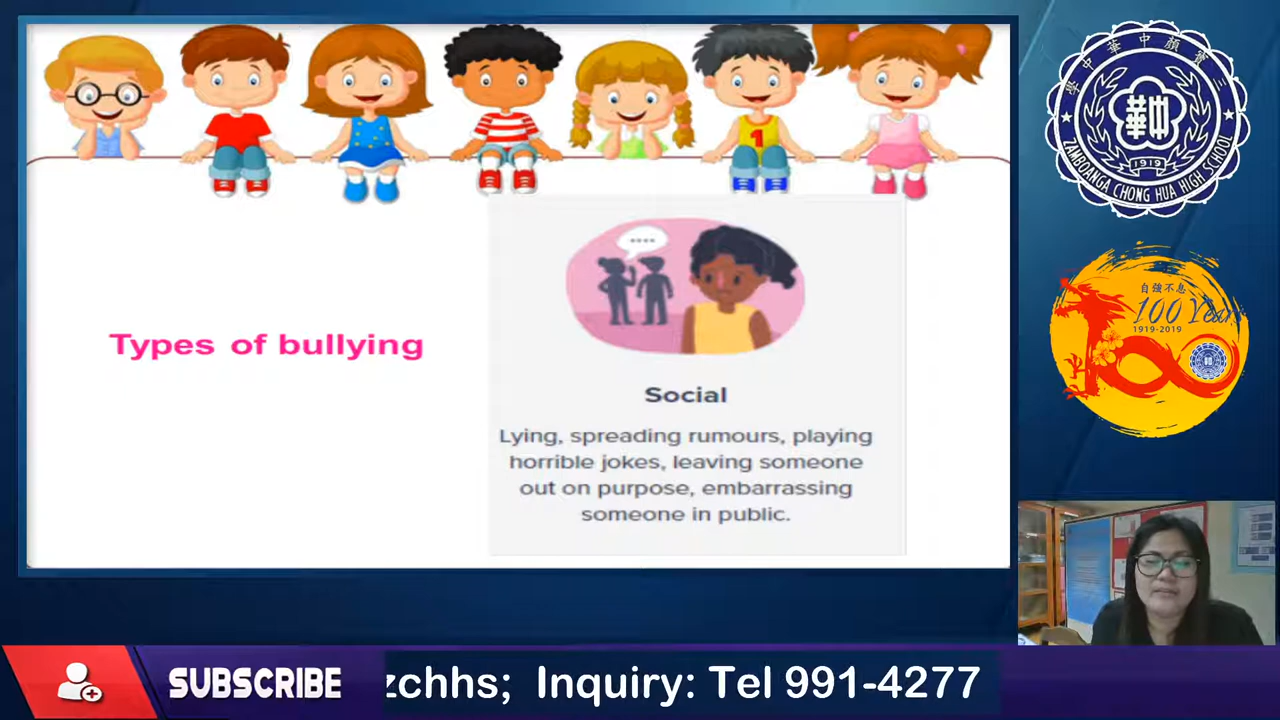 Types of bullying
....
Social
Lying, spreading rumours, playing
horrible jokes, leaving someone
out on purpose, embarrassing
someone in public.
1
華中
1919
ZAMBOANGA CHONG HUA HIGH SCHOOL
自強不息
100 Years
1919-2019
SUBSCRIBE
zchhs; Inquiry: Tel 991-4277